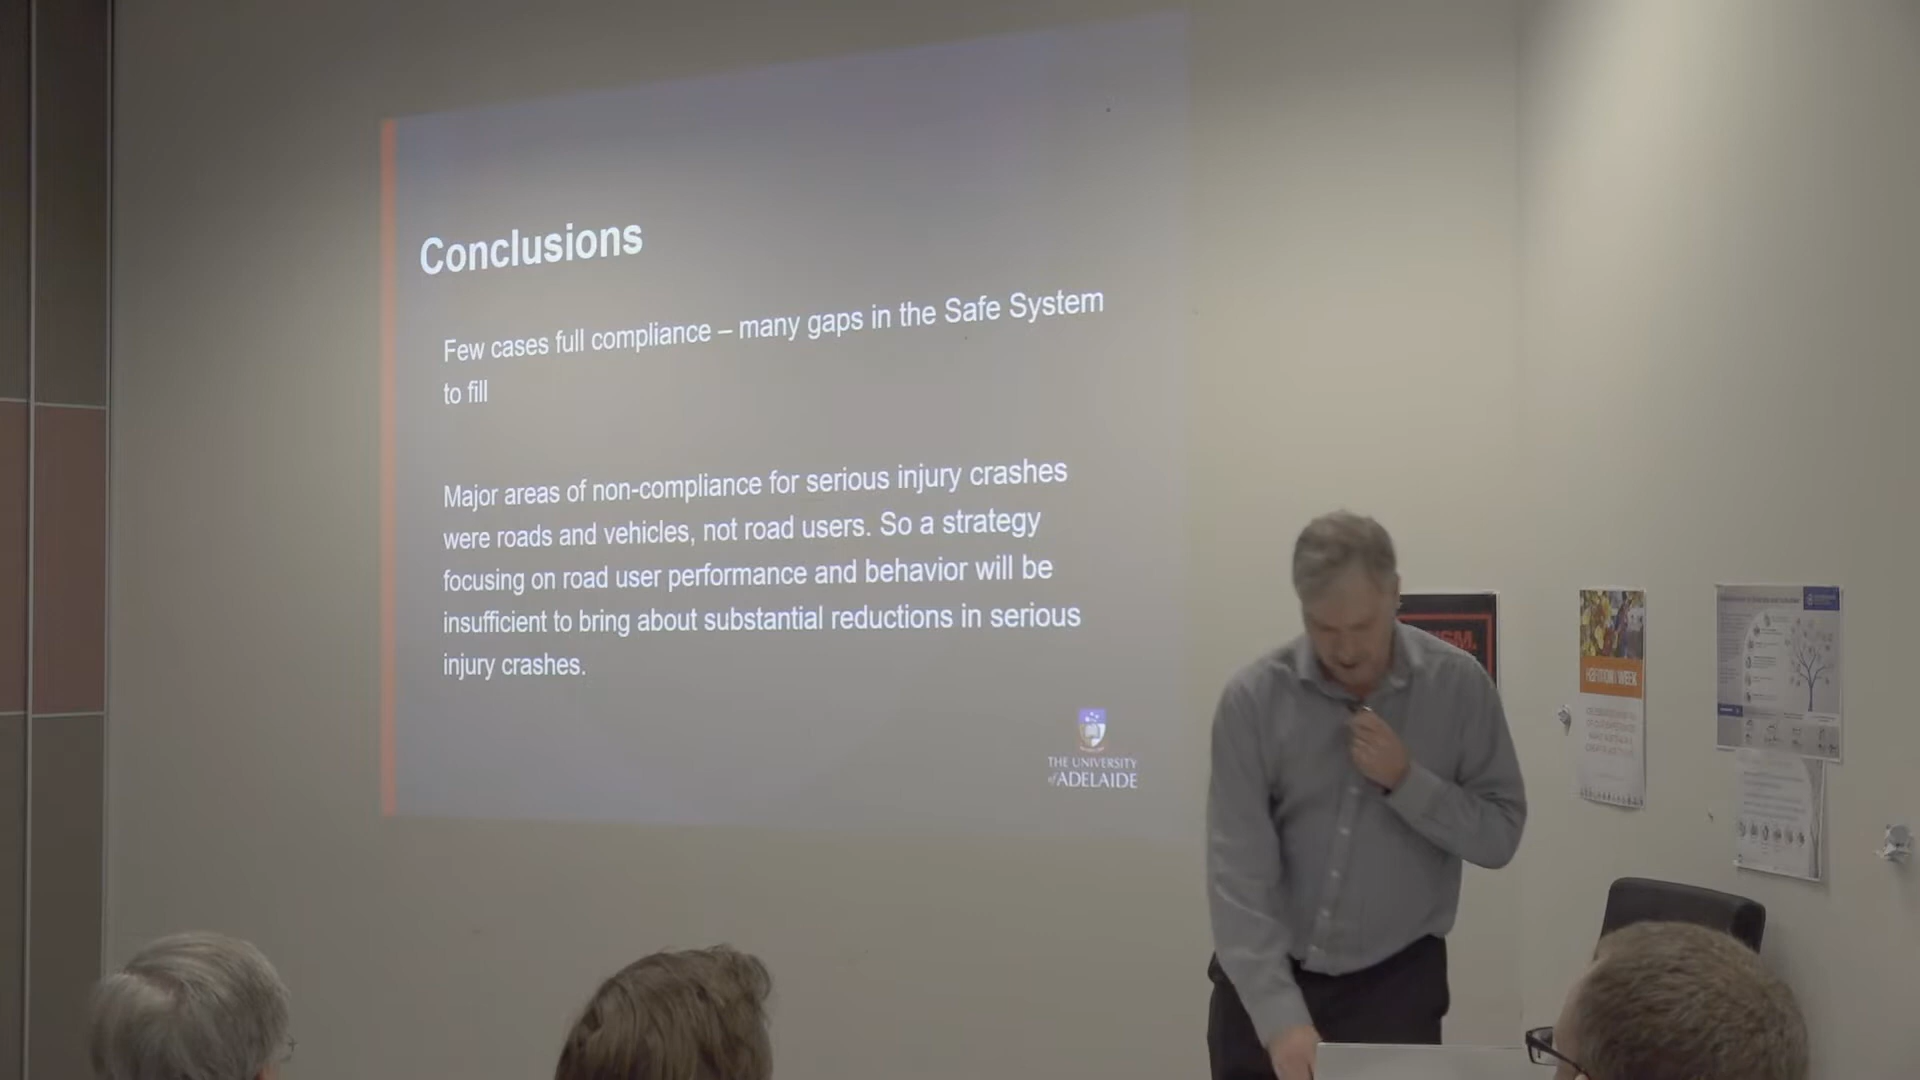 Conclusions
Few cases full compliance – many gaps in the Safe System
to fill
Major areas of non-compliance for serious injury crashes
were roads and vehicles, not road users. So a strategy
focusing on road user performance and behavior will be
insufficient to bring about substantial reductions in serious
injury crashes.
THE UNIVERSITY
of ADELAIDE
WEEK